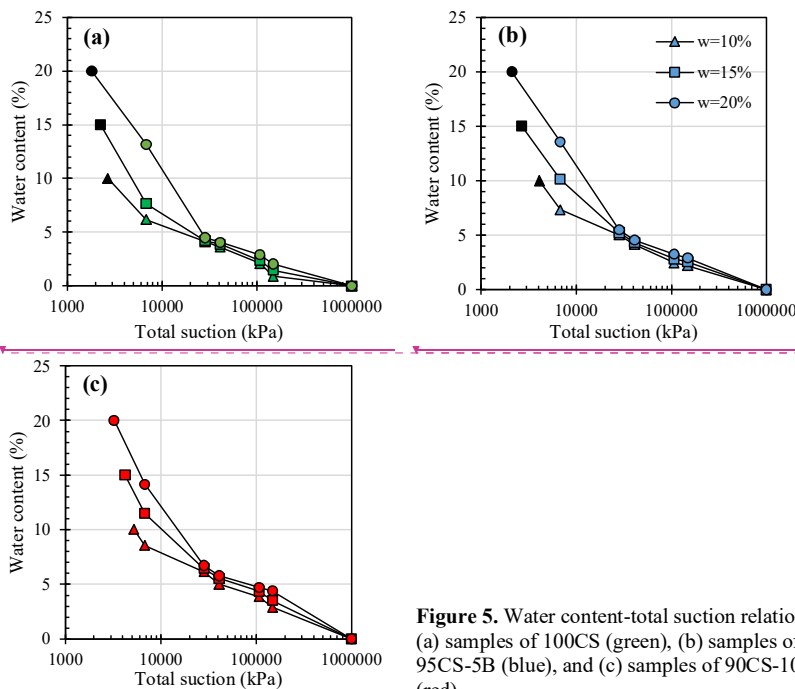 25
20
15
10
5
0
Water content (%)
(a)
1000 10000 100000 1000000
Total suction (kPa)
25
20
15
10
5
0
Water content (%)
(b)
w=10%
w=15%
w=20%
1000 10000 100000 1000000
Total suction (kPa)
25
20
15
10
5
0
Water content (%)
(c)
1000 10000 100000 1000000
Total suction (kPa)
Figure 5. Water content-total suction relation
(a) samples of 100CS (green), (b) samples of
95CS-5B (blue), and (c) samples of 90CS-10
(red)